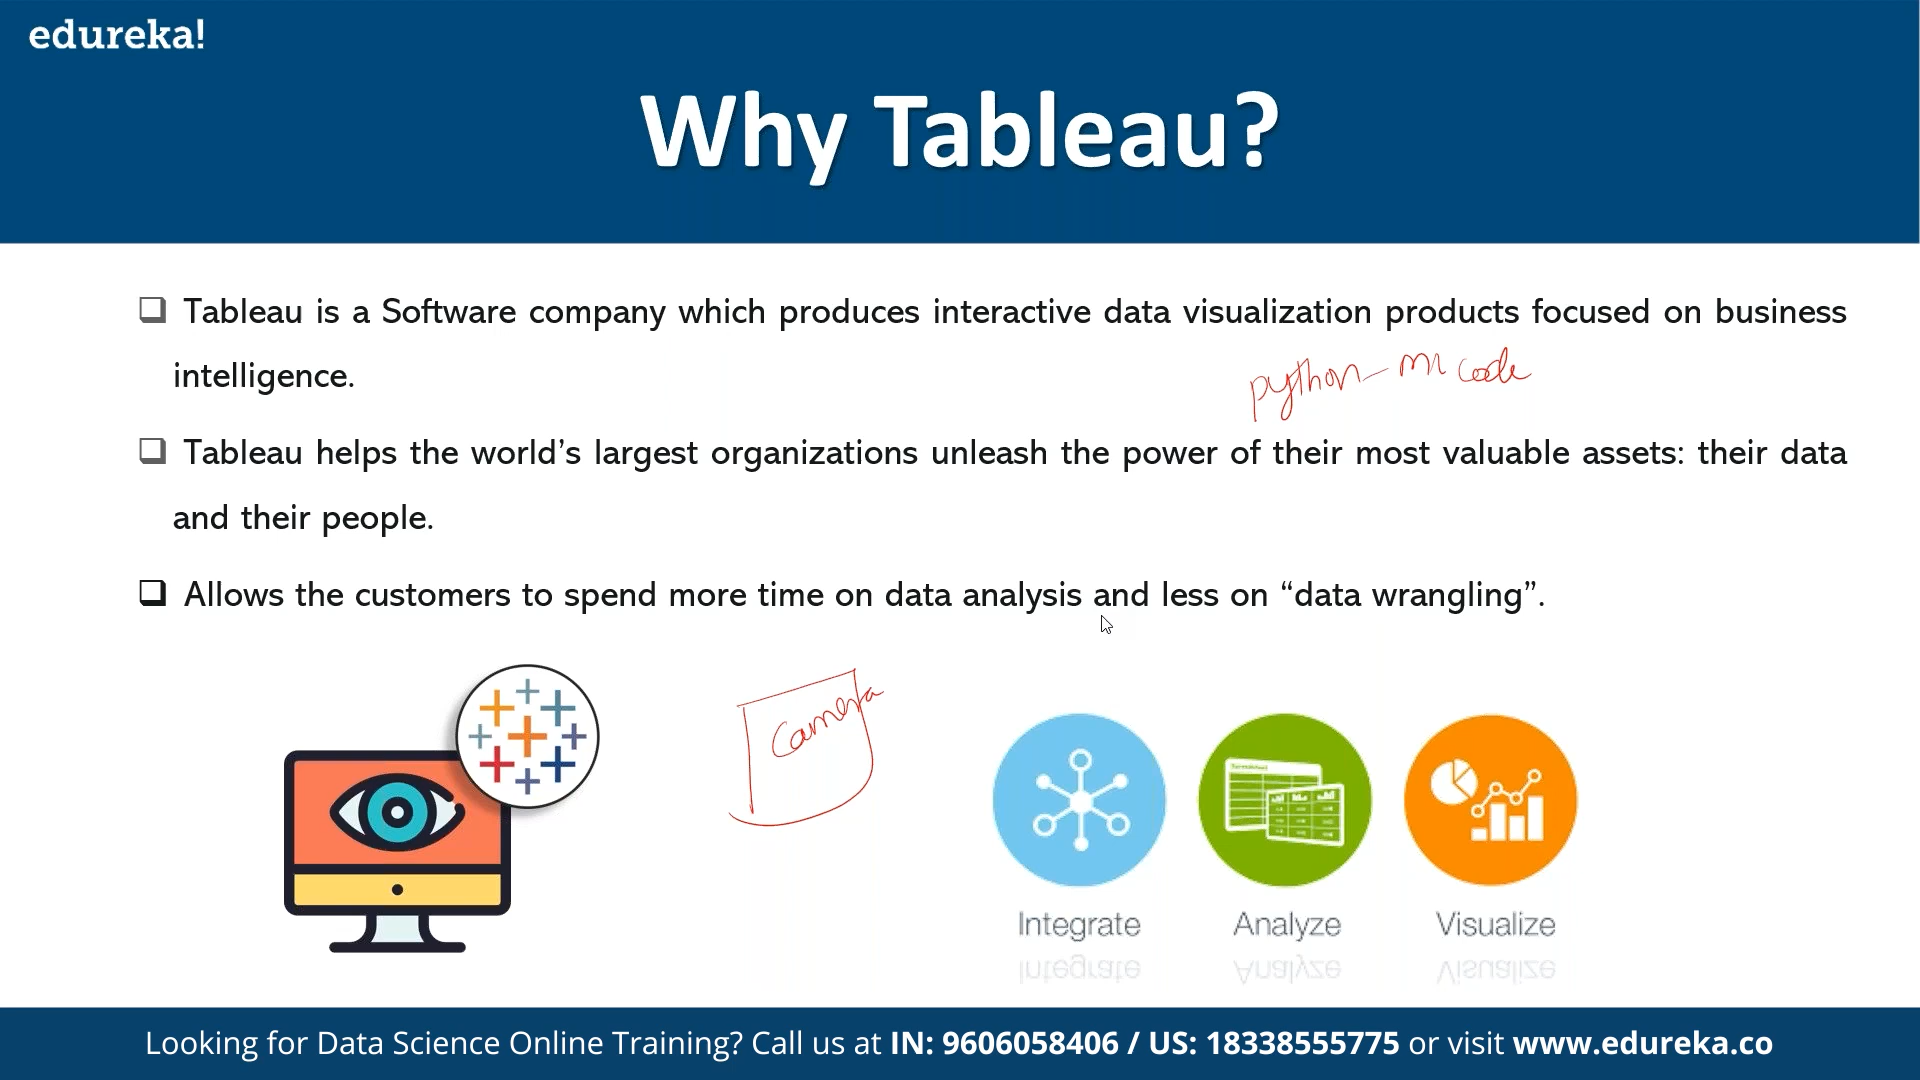 edureka!
Why Tableau?
❑ Tableau is a Software company which produces interactive data visualization products focused on business
intelligence.
python - ml code
❑ Tableau helps the world’s largest organizations unleash the power of their most valuable assets: their data
and their people.
❑ Allows the customers to spend more time on data analysis and less on “data wrangling”.
Camera
Integrate Analyze Visualize
Looking for Data Science Online Training? Call us at IN: 9606058406 / US: 18338555775 or visit www.edureka.co